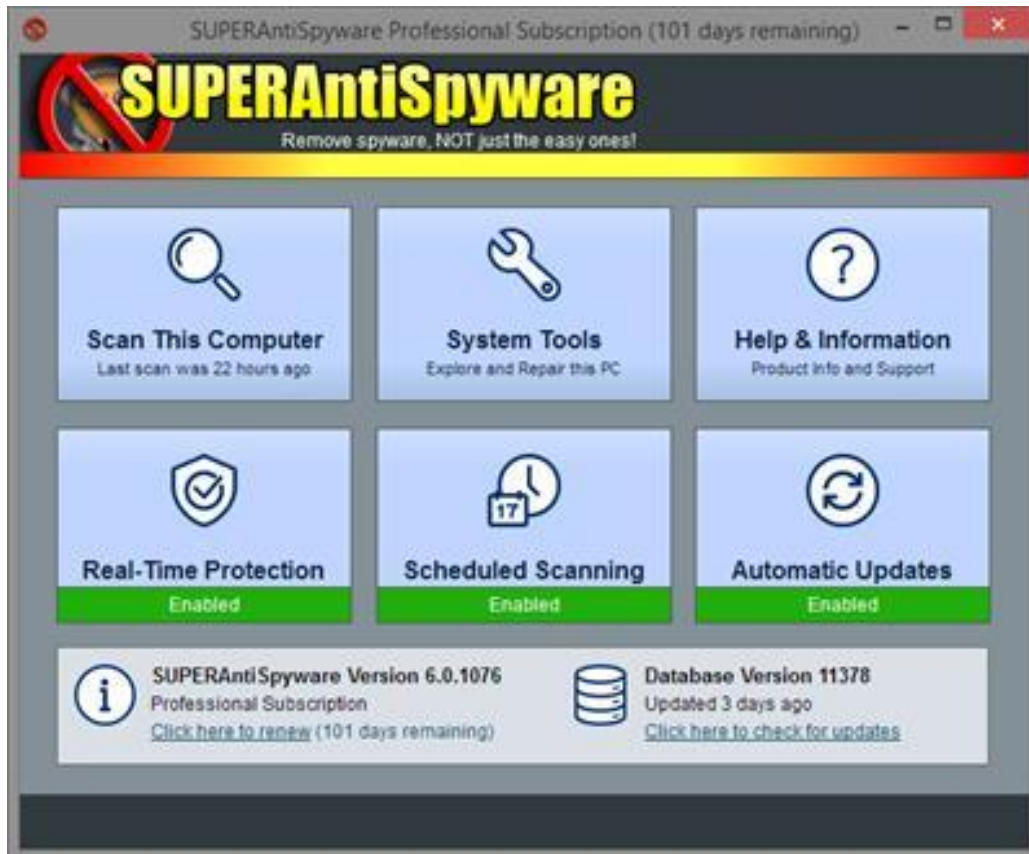 SUPERAntiSpyware Professional Subscription (101 days remaining)
SUPERAntiSpyware
Remove spyware, NOT just the easy ones!
Scan This Computer
Last scan was 22 hours ago
System Tools
Explore and Repair this PC
Help & Information
Product Info and Support
Real-Time Protection
Enabled
17
Scheduled Scanning
Enabled
Automatic Updates
Enabled
SUPERAntiSpyware Version 6.0.1076
Professional Subscription
Click here to renew (101 days remaining)
Database Version 11378
Updated 3 days ago
Click here to check for updates